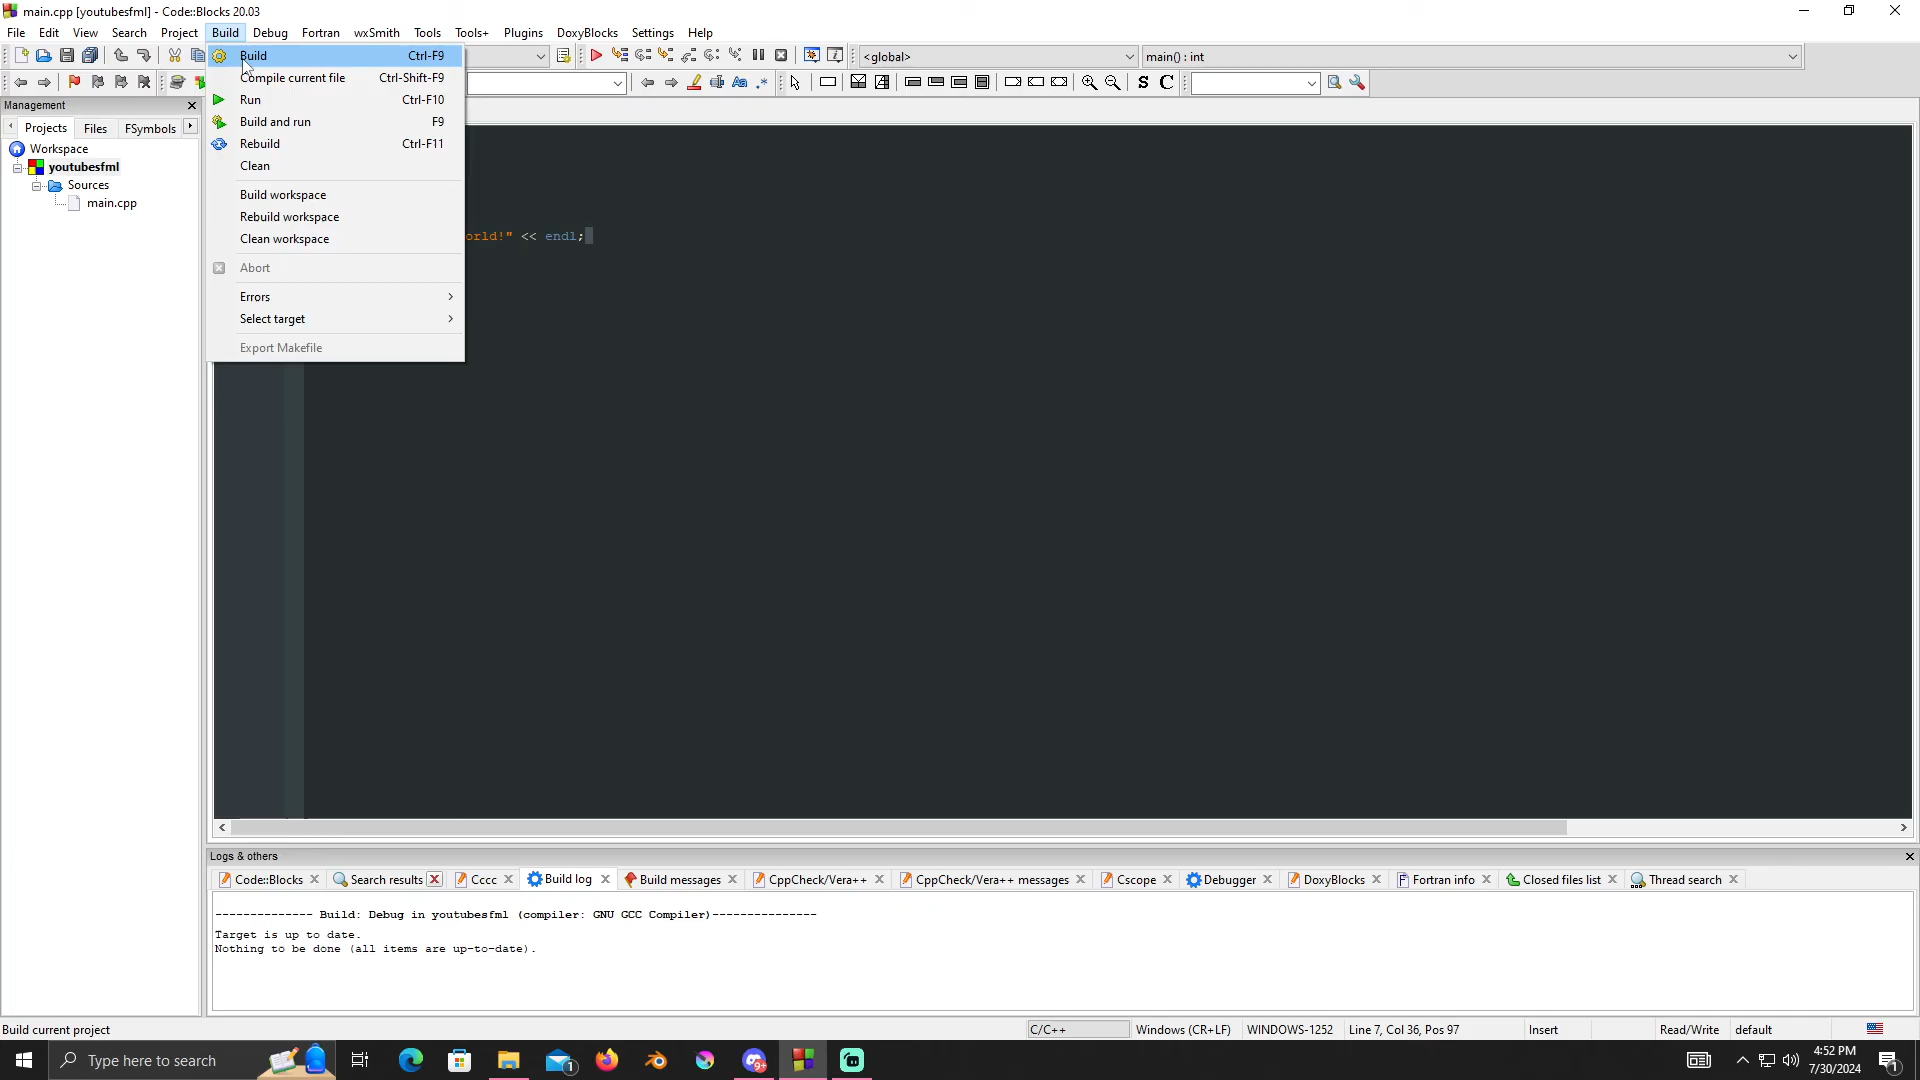 main.cpp [youtubesfml] - Code::Blocks 20.03
File Edit View Search Project Build Debug Fortran wxSmith Tools Tools+ Plugins DoxyBlocks Settings Help
Build Ctrl-F9
<global>
main() : int
Compile current file Ctrl-Shift-F9
S C
Run Ctrl-F10
Management
Build and run F9
Projects Files FSymbols
Rebuild Ctrl-F11
Workspace
Clean
youtubesfml
Sources
Build workspace
main.cpp
Rebuild workspace
Clean workspace
orld!" << endl;
Abort
Errors
Select target
Export Makefile
Logs & others
Code::Blocks Search results Cccc Build log Build messages CppCheck/Vera++ CppCheck/Vera++ messages Cscope Debugger DoxyBlocks Fortran info Closed files list Thread search
-------------- Build: Debug in youtubesfml (compiler: GNU GCC Compiler)---------------
Target is up to date.
Nothing to be done (all items are up-to-date).
Build current project C/C++ Windows (CR+LF) WINDOWS-1252 Line 7, Col 36, Pos 97 Insert Read/Write default
Type here to search
1
9+
4:52 PM
7/30/2024
1